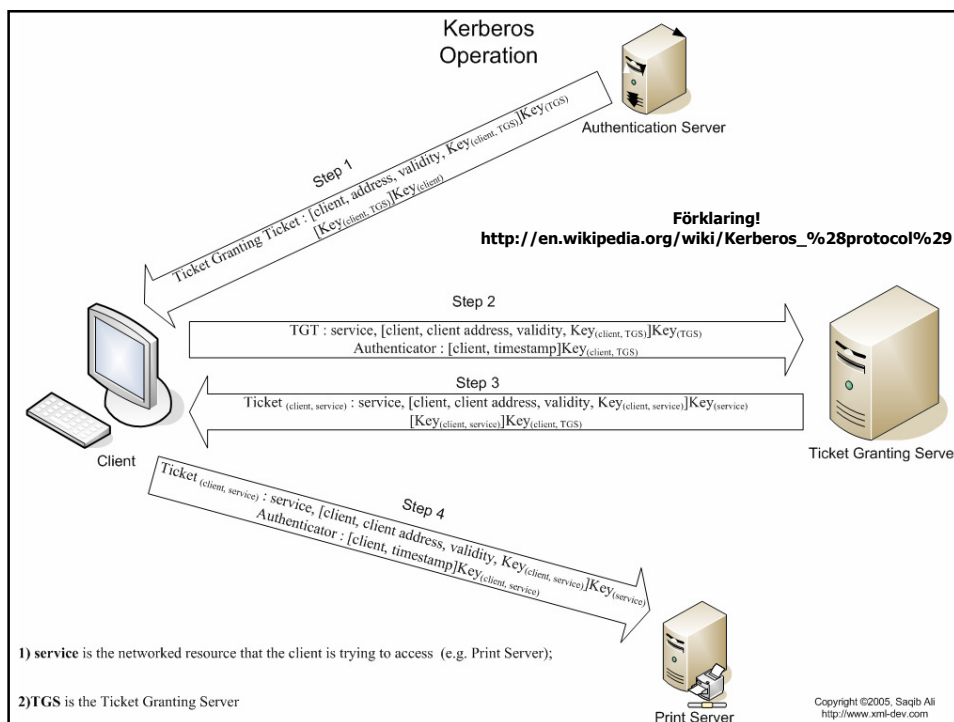 Kerberos
Operation
Authentication Server
Step 1
Ticket Granting Ticket : [client, address, validity, Key(client, TGS)]Key(TGS)
[Key(client, TGS)]Key(client)
Förklaring!
http://en.wikipedia.org/wiki/Kerberos_%28protocol%29
Step 2
TGT : service, [client, client address, validity, Key(client, TGS)]Key(TGS)
Authenticator : [client, timestamp]Key(client, TGS)
Step 3
Ticket (client, service) : service, [client, client address, validity, Key(client, service)]Key(service)
[Key(client, service)]Key(client, TGS)
Client
Ticket Granting Server
Step 4
Ticket (client, service) : service, [client, client address, validity, Key(client, service)]Key(service)
Authenticator : [client, timestamp]Key(client, service)
1) service is the networked resource that the client is trying to access (e.g. Print Server);
2)TGS is the Ticket Granting Server
Print Server
Copyright ©2005, Saqib Ali
http://www.xml-dev.com